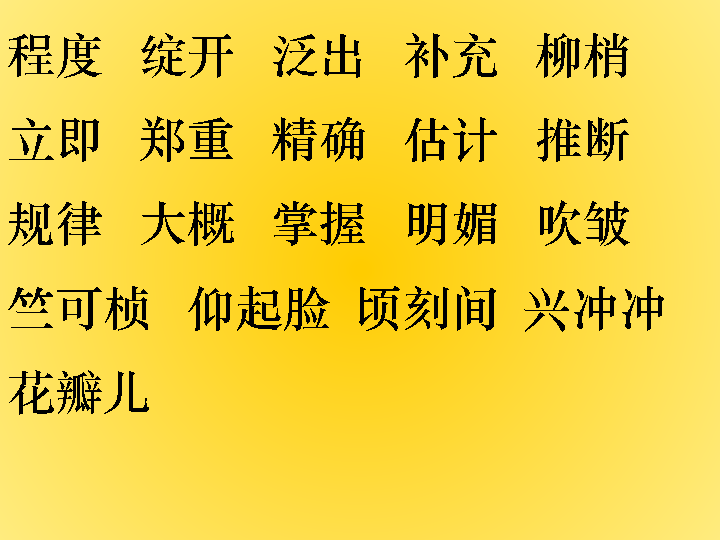 程度 绽开 泛出 补充 柳梢
立即 郑重 精确 估计 推断
规律 大概 掌握 明媚 吹皱
竺可桢 仰起脸 顷刻间 兴冲冲
花瓣儿